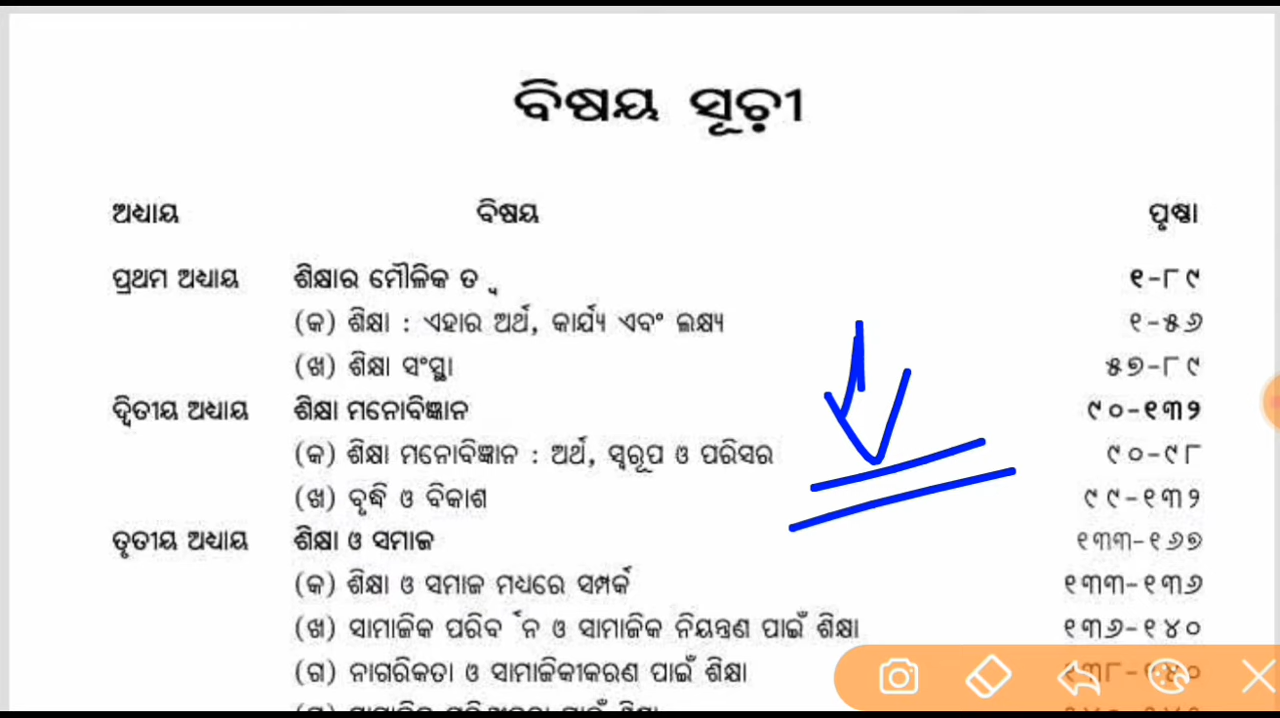 ବିଷୟ ସୂଚୀ
ଅଧ୍ୟାୟ ବିଷୟ ପୃଷ୍ଠା
ପ୍ରଥମ ଅଧ୍ୟାୟ ଶିକ୍ଷାର ମୌଳିକ ୧-୮୯
(କ) ଶିକ୍ଷା : ଏହାର ଅର୍ଥ, କାର୍ଯ୍ୟ ଏବଂ ଲକ୍ଷ୍ୟ ୧-୫୬
(ଖ) ଶିକ୍ଷା ସଂସ୍ଥା ୫୭-୮୯
ଦ୍ୱିତୀୟ ଅଧ୍ୟାୟ ଶିକ୍ଷା ମନୋବିଜ୍ଞାନ ୯୦-୧୩୨
(କ) ଶିକ୍ଷା ମନୋବିଜ୍ଞାନ : ଅର୍ଥ, ସ୍ୱରୂପ ଓ ପରିସର ୯୦-୯୮
(ଖ) ବୃଦ୍ଧି ଓ ବିକାଶ ୯୯-୧୩୨
ତୃତୀୟ ଅଧ୍ୟାୟ ଶିକ୍ଷା ଓ ସମାଜ ୧୩୩-୧୬୭
(କ) ଶିକ୍ଷା ଓ ସମାଜ ମଧ୍ୟରେ ସମ୍ପର୍କ ୧୩୩-୧୩୬
(ଖ) ସାମାଜିକ ଓ ସାମାଜିକ ନିୟନ୍ତ୍ରଣ ପାଇଁ ଶିକ୍ଷା ୧୩୬-୧୪୦
(ଗ) ନାଗରିକତା ଓ ସାମାଜିକୀକରଣ ପାଇଁ ଶିକ୍ଷା